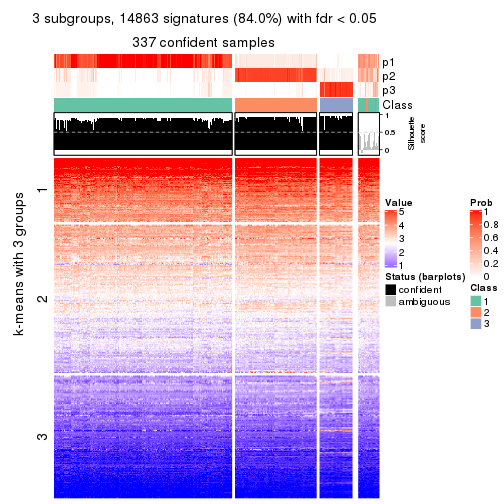 3 subgroups, 14863 signatures (84.0%) with fdr < 0.05
337 confident samples
p1
p2
p3
Class
1
0.5
0
Silhouette
score
k-means with 3 groups
1
2
3
Value
5
4
3
2
1
Status (barplots)
confident
ambiguous
Prob
1
0.8
0.6
0.4
0.2
0
Class
1
2
3